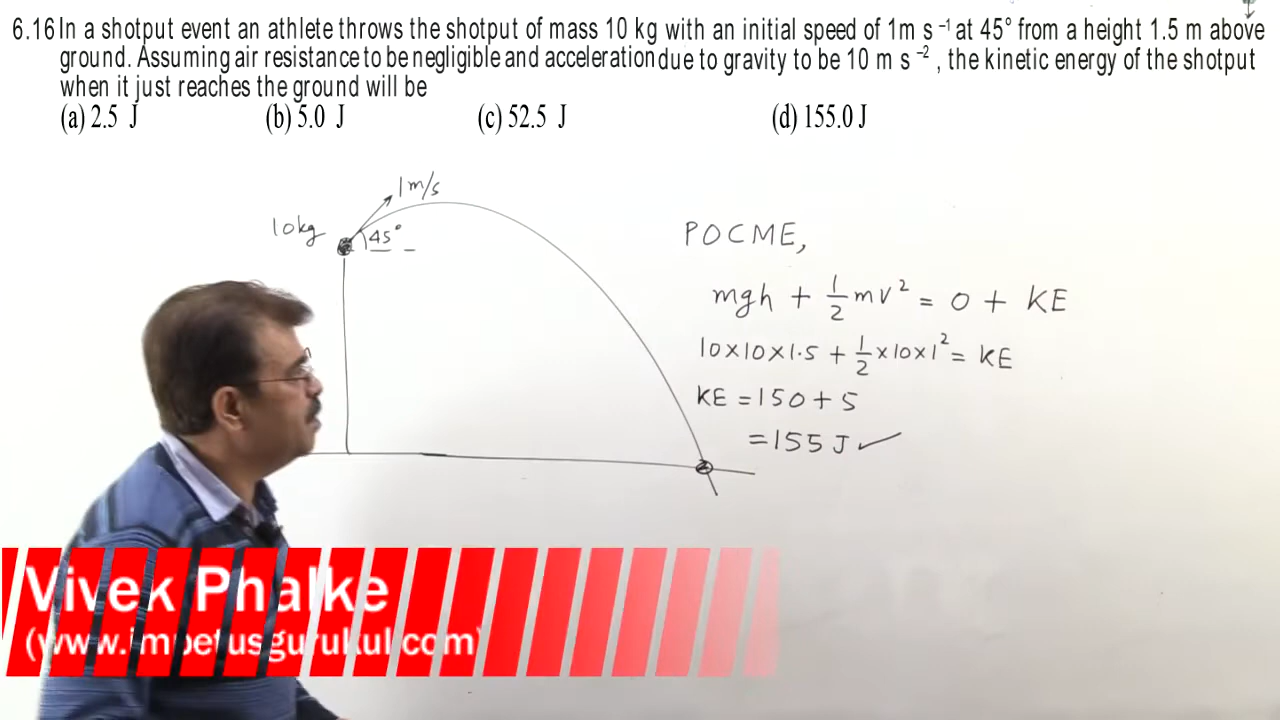 6.16 In a shotput event an athlete throws the shotput of mass 10 kg with an initial speed of 1m s⁻¹ at 45° from a height 1.5 m above
ground. Assuming air resistance to be negligible and acceleration due to gravity to be 10 m s⁻², the kinetic energy of the shotput
when it just reaches the ground will be
(a) 2.5 J (b) 5.0 J (c) 52.5 J (d) 155.0 J
1 m/s
10kg
45°
POCME,
mgh + 1/2 mv² = 0 + KE
10×10×1.5 + 1/2 ×10×1² = KE
KE = 150 + 5
= 155 J ✓
Vivek Phalke
(www.impetusgurukul.com)